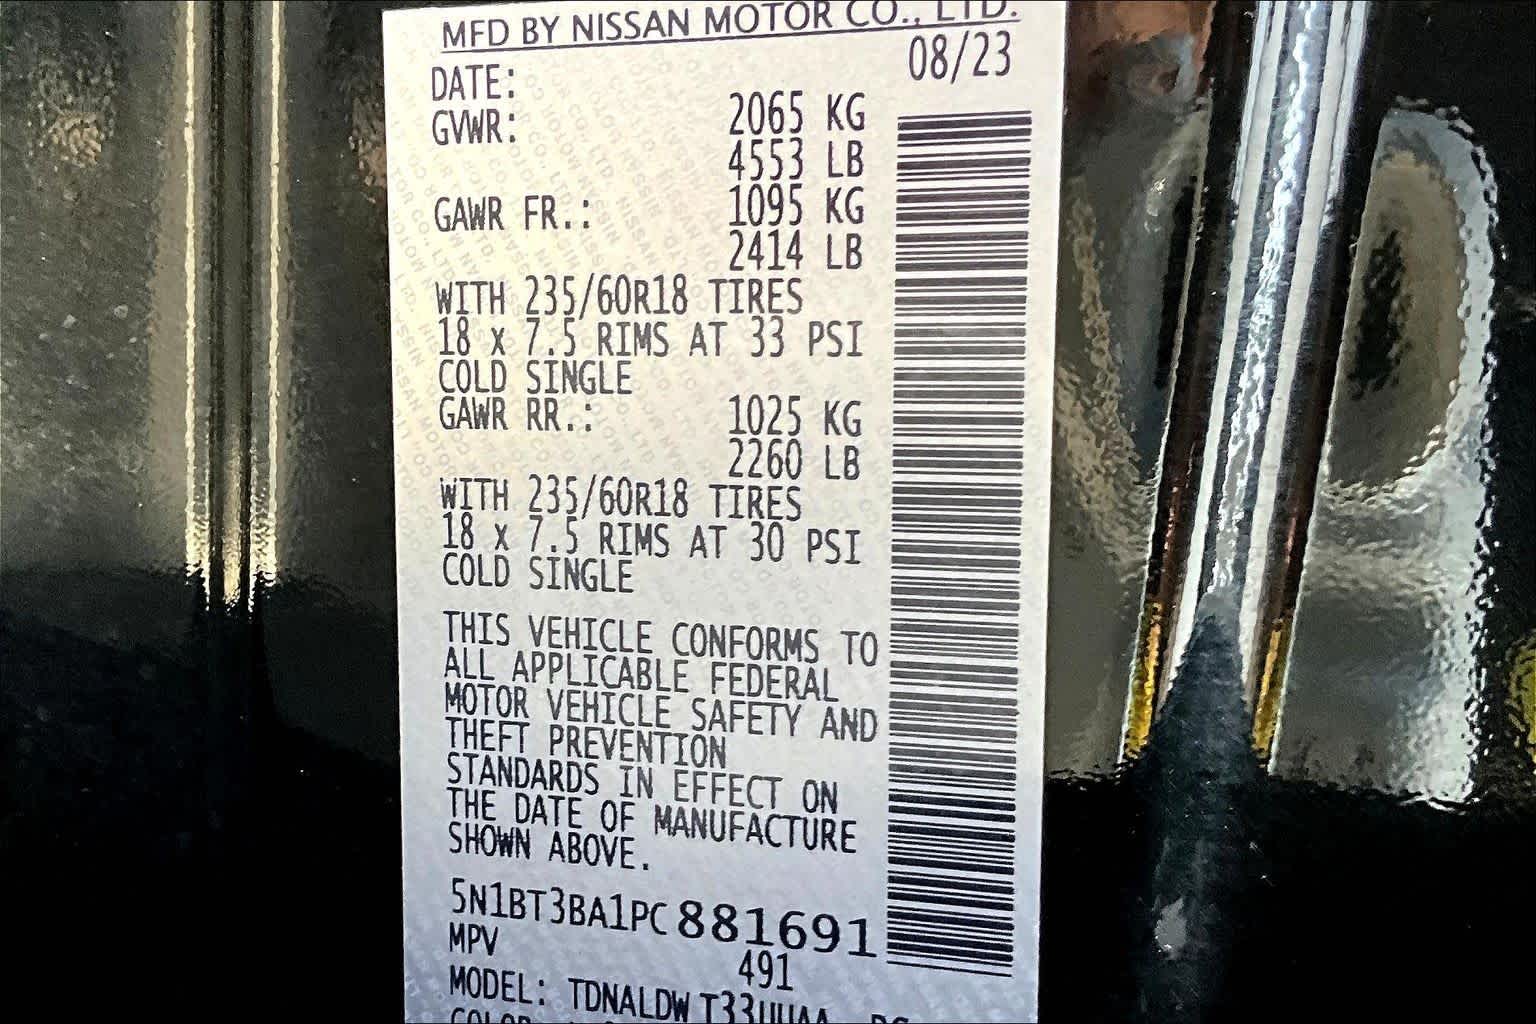 MFD BY NISSAN MOTOR CO., LTD.
DATE: 08/23
GVWR: 2065 KG
4553 LB
GAWR FR.: 1095 KG
2414 LB
WITH 235/60R18 TIRES
18 x 7.5 RIMS AT 33 PSI
COLD SINGLE
GAWR RR.: 1025 KG
2260 LB
WITH 235/60R18 TIRES
18 x 7.5 RIMS AT 30 PSI
COLD SINGLE
THIS VEHICLE CONFORMS TO
ALL APPLICABLE FEDERAL
MOTOR VEHICLE SAFETY AND
THEFT PREVENTION
STANDARDS IN EFFECT ON
THE DATE OF MANUFACTURE
SHOWN ABOVE.
5N1BT3BA1PC881691
MPV
491
MODEL: TDNALDW T33UUAA
COLOR